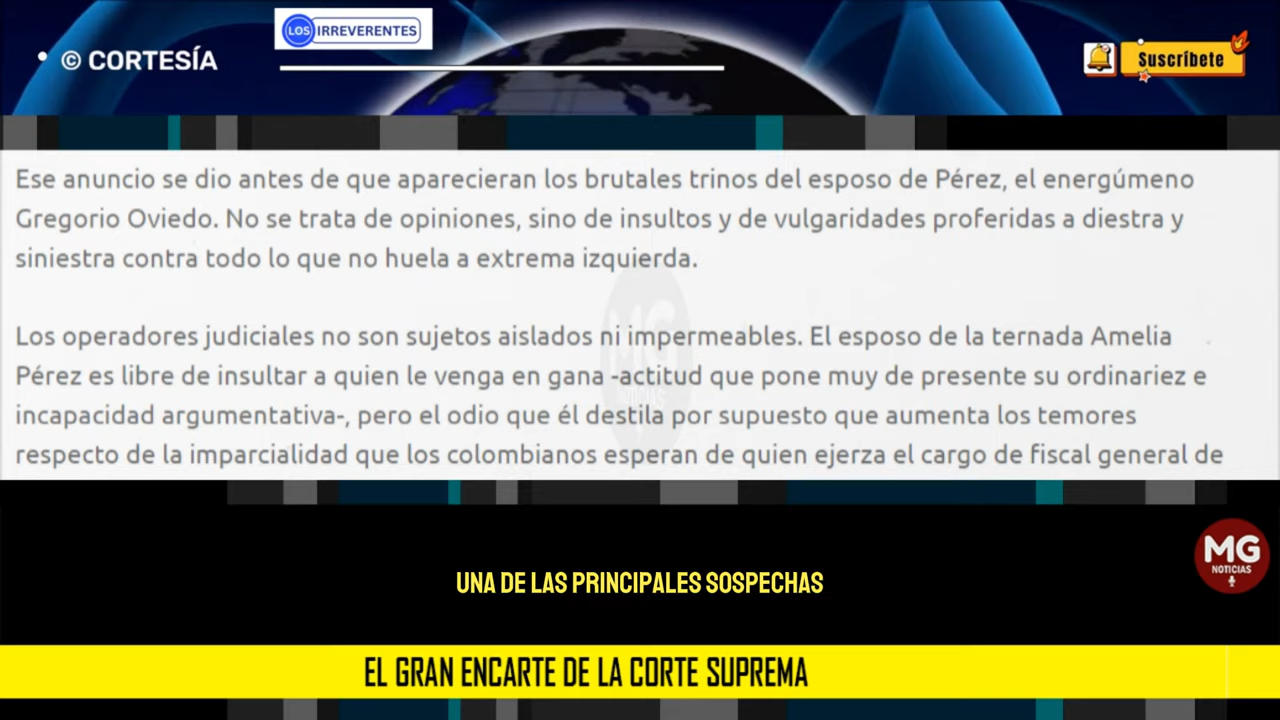 LOS IRREVERENTES
© CORTESÍA
Suscríbete
Ese anuncio se dio antes de que aparecieran los brutales trinos del esposo de Pérez, el energúmeno
Gregorio Oviedo. No se trata de opiniones, sino de insultos y de vulgaridades proferidas a diestra y
siniestra contra todo lo que no huela a extrema izquierda.
Los operadores judiciales no son sujetos aislados ni impermeables. El esposo de la ternada Amelia
Pérez es libre de insultar a quien le venga en gana -actitud que pone muy de presente su ordinariez e
incapacidad argumentativa-, pero el odio que él destila por supuesto que aumenta los temores
respecto de la imparcialidad que los colombianos esperan de quien ejerza el cargo de fiscal general de
MG
NOTICIAS
UNA DE LAS PRINCIPALES SOSPECHAS
MG
NOTICIAS
EL GRAN ENCARTE DE LA CORTE SUPREMA